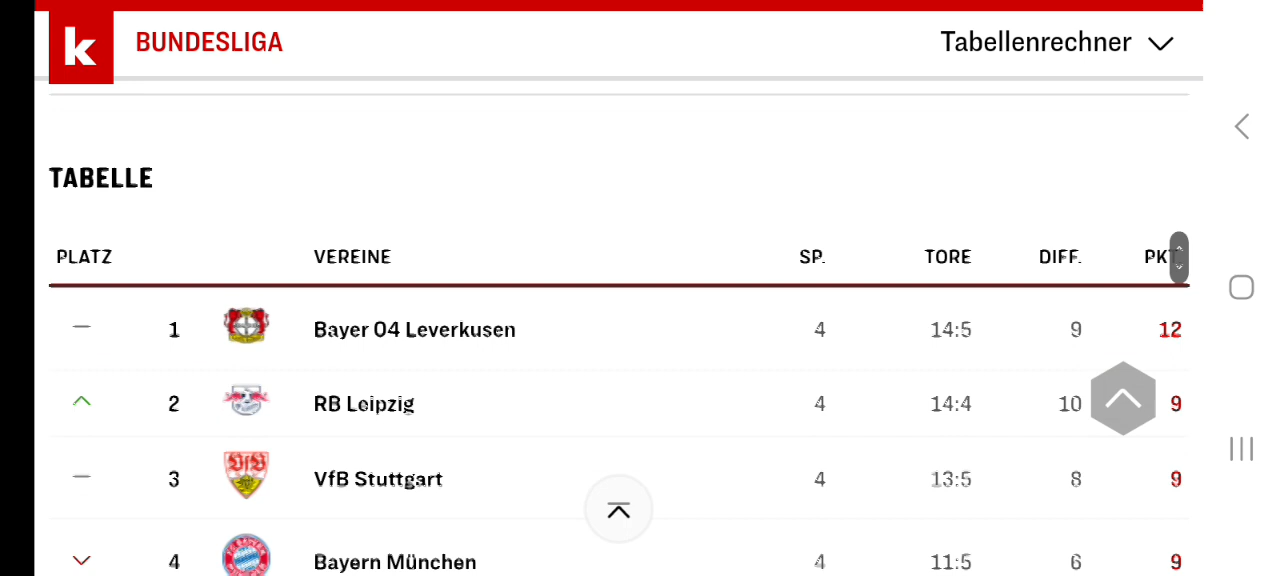 k BUNDESLIGA Tabellenrechner
TABELLE
PLATZ VEREINE SP. TORE DIFF. PKT.
1 Bayer 04 Leverkusen 4 14:5 9 12
2 RB Leipzig 4 14:4 10 9
VfB
3 VfB Stuttgart 4 13:5 8 9
4 Bayern München 4 11:5 6 9